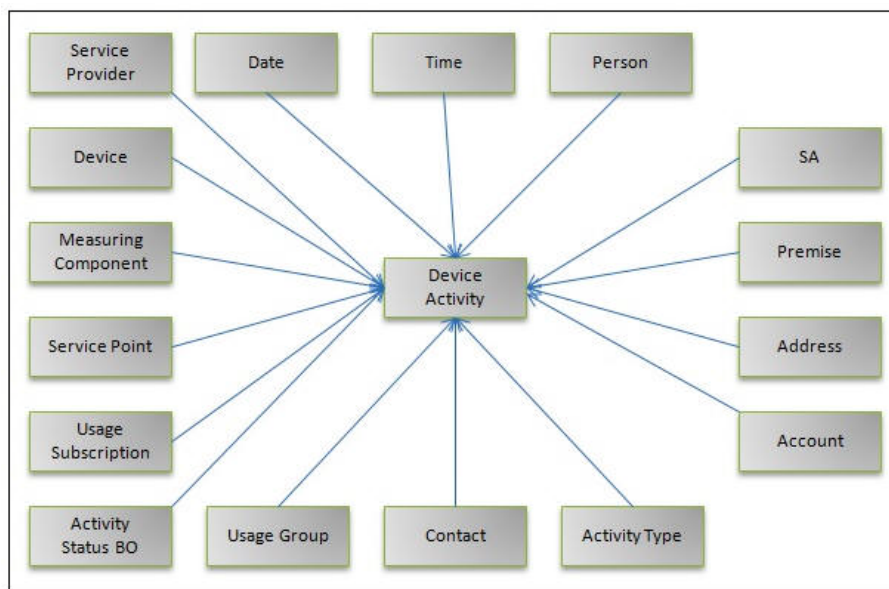 Service
Provider
Date
Time
Person
Device
SA
Measuring
Component
Device
Activity
Premise
Service Point
Address
Usage
Subscription
Account
Activity
Status BO
Usage Group
Contact
Activity Type